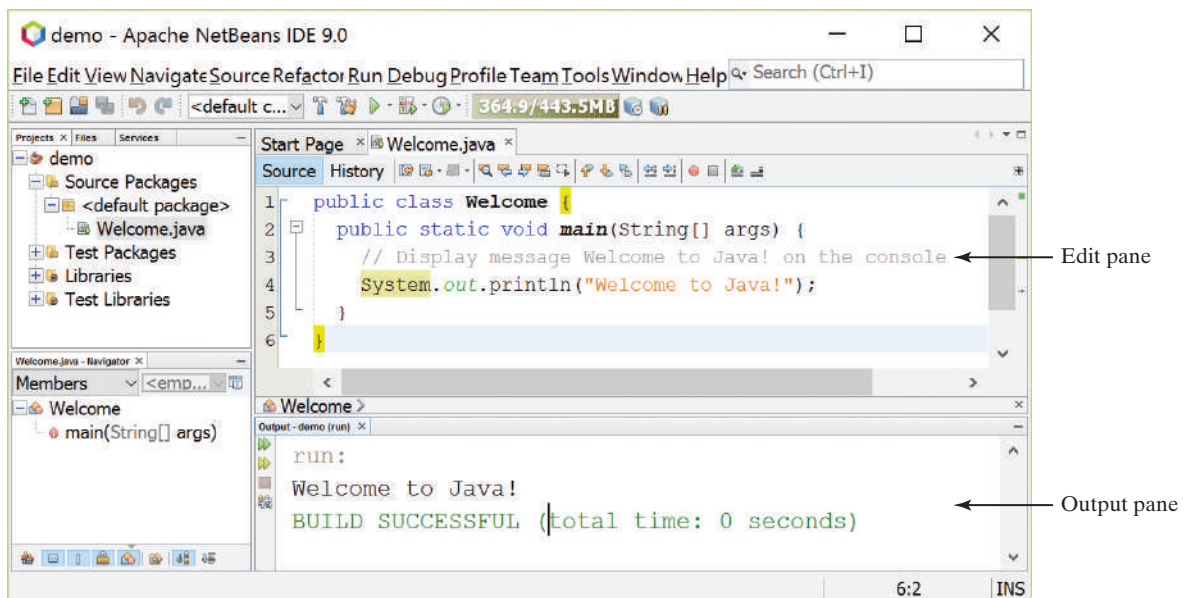 demo - Apache NetBeans IDE 9.0
File Edit View Navigate Source Refactor Run Debug Profile Team Tools Window Help Search (Ctrl+I)
<default c... 364.9/443.5MB
Projects Files Services
demo
Source Packages
<default package>
Welcome.java
Test Packages
Libraries
Test Libraries
Start Page Welcome.java
Source History
1 public class Welcome {
2 public static void main(String[] args) {
3 // Display message Welcome to Java! on the console
4 System.out.println("Welcome to Java!");
5 }
6 }
Edit pane
Welcome.java - Navigator
Members <emp...
Welcome
main(String[] args)
Welcome
Output - demo (run)
run:
Welcome to Java!
BUILD SUCCESSFUL (total time: 0 seconds)
Output pane
6:2 INS